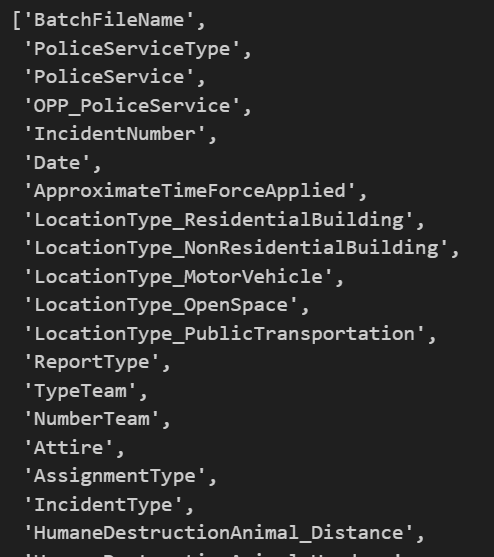 ['BatchFileName',
'PoliceServiceType',
'PoliceService',
'OPP_PoliceService',
'IncidentNumber',
'Date',
'ApproximateTimeForceApplied',
'LocationType_ResidentialBuilding',
'LocationType_NonResidentialBuilding',
'LocationType_MotorVehicle',
'LocationType_OpenSpace',
'LocationType_PublicTransportation',
'ReportType',
'TypeTeam',
'NumberTeam',
'Attire',
'AssignmentType',
'IncidentType',
'HumaneDestructionAnimal_Distance',